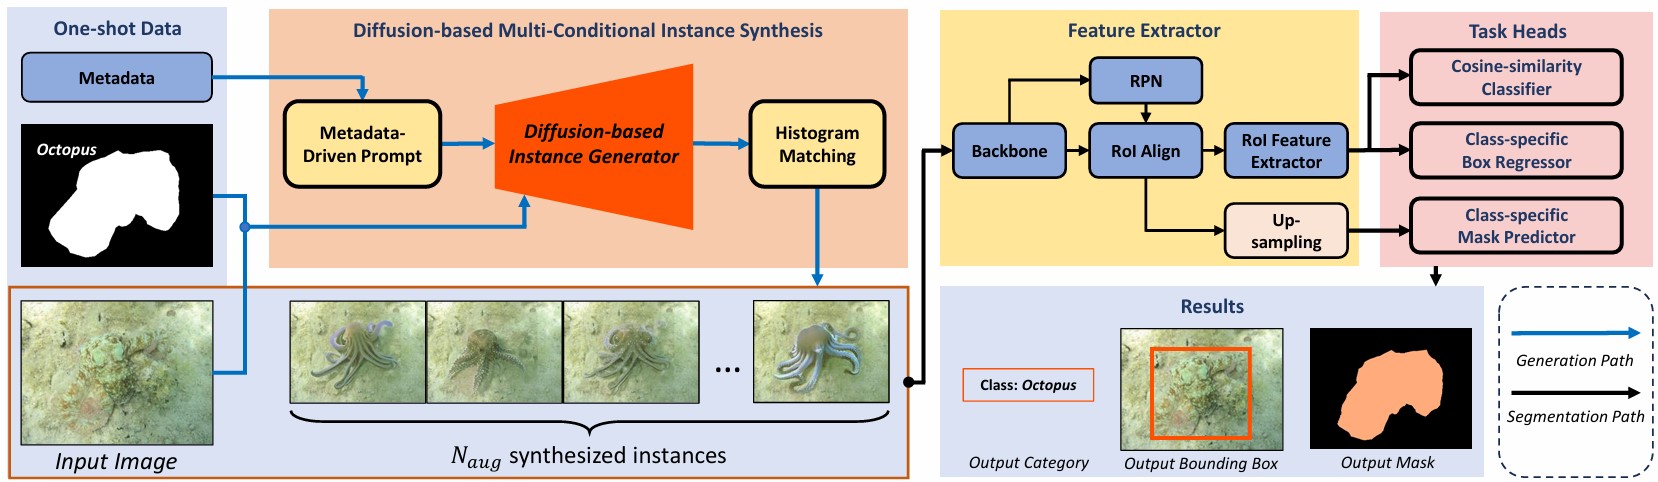 One-shot Data
Metadata
Octopus
Input Image
Diffusion-based Multi-Conditional Instance Synthesis
Metadata-
Driven Prompt
Diffusion-based
Instance Generator
Histogram
Matching
...
N_aug synthesized instances
Feature Extractor
RPN
Backbone
RoI Align
RoI Feature
Extractor
Up-
sampling
Task Heads
Cosine-similarity
Classifier
Class-specific
Box Regressor
Class-specific
Mask Predictor
Results
Class: Octopus
Output Category
Output Bounding Box
Output Mask
Generation Path
Segmentation Path